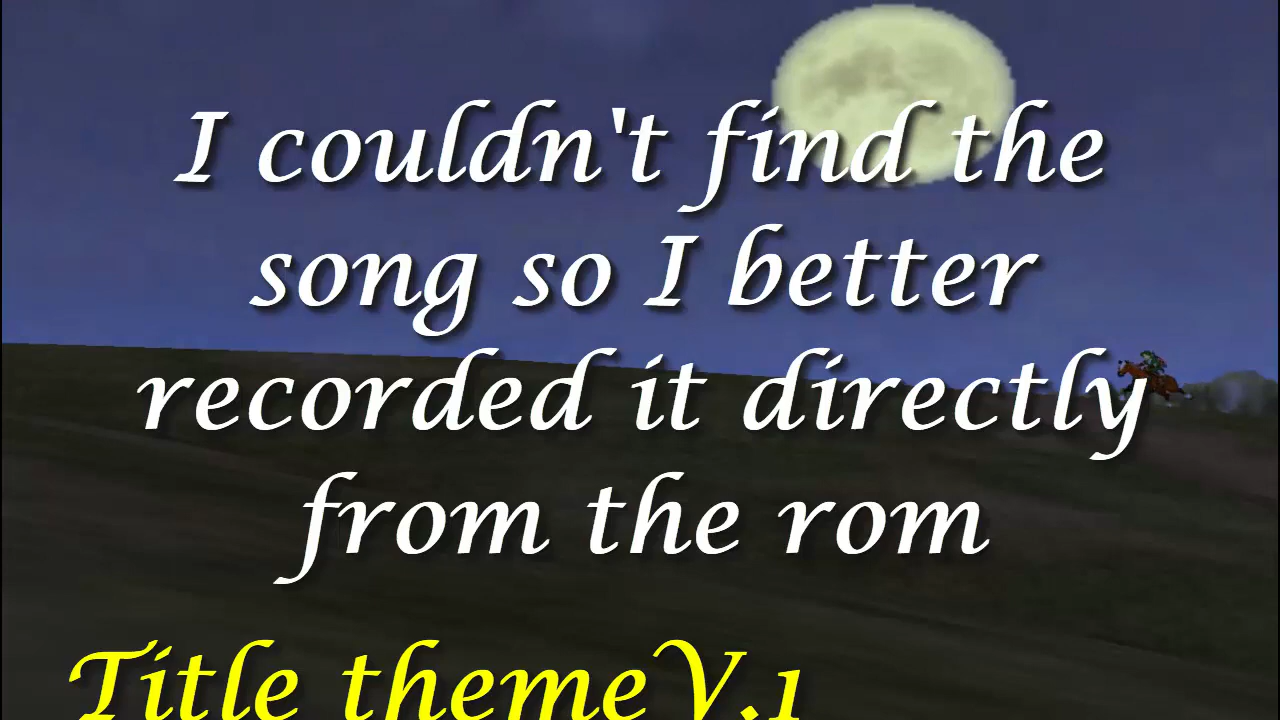 I couldn't find the
song so I better
recorded it directly
from the rom
Title theme V.1